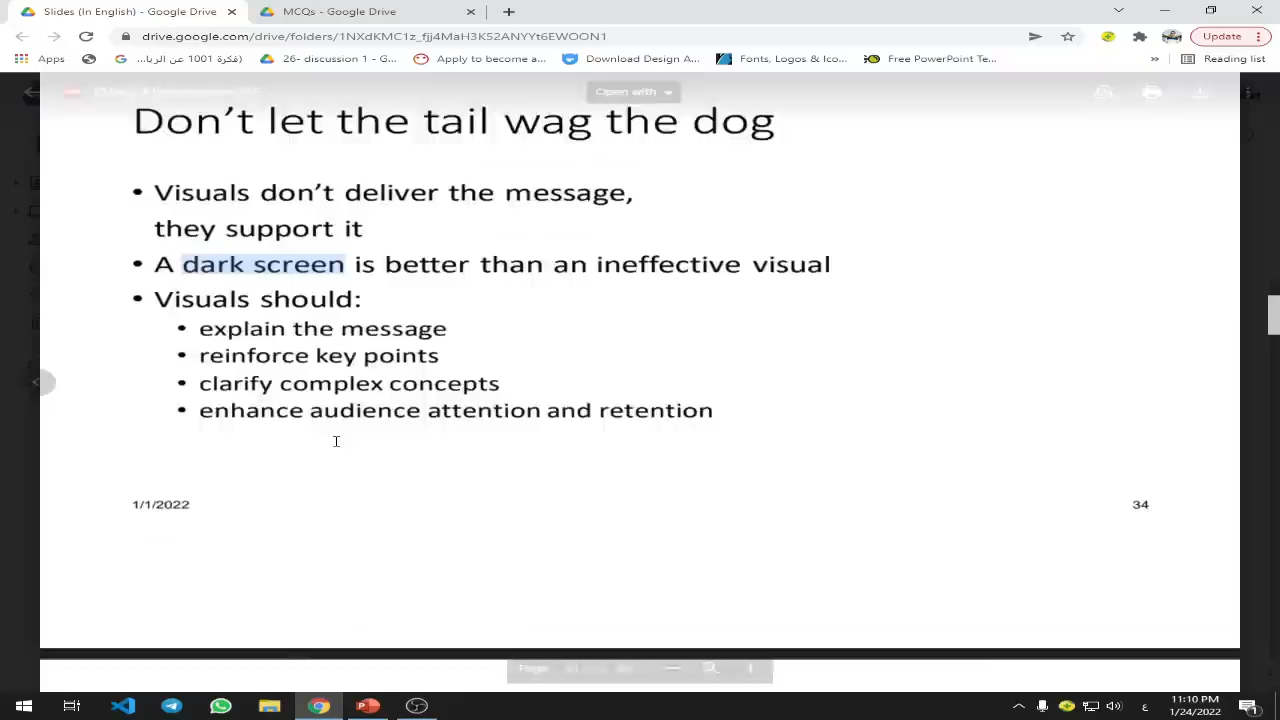 Slides (In English) - Google Drive
MCQs - Google Drive
drive.google.com/drive/folders/1NXdKMC1z_fjj4MaH3K52ANYYt6EWOON1
Update
Apps
G
26- discussion 1 - G...
Apply to become a...
Download Design A...
Fonts, Logos & Ico...
Free PowerPoint Te...
»
Reading list
Open with
Don't let the tail wag the dog
• Visuals don't deliver the message,
they support it
• A dark screen is better than an ineffective visual
• Visuals should:
• explain the message
• reinforce key points
• clarify complex concepts
• enhance audience attention and retention
1/1/2022
34
Page
11:10 PM
1/24/2022